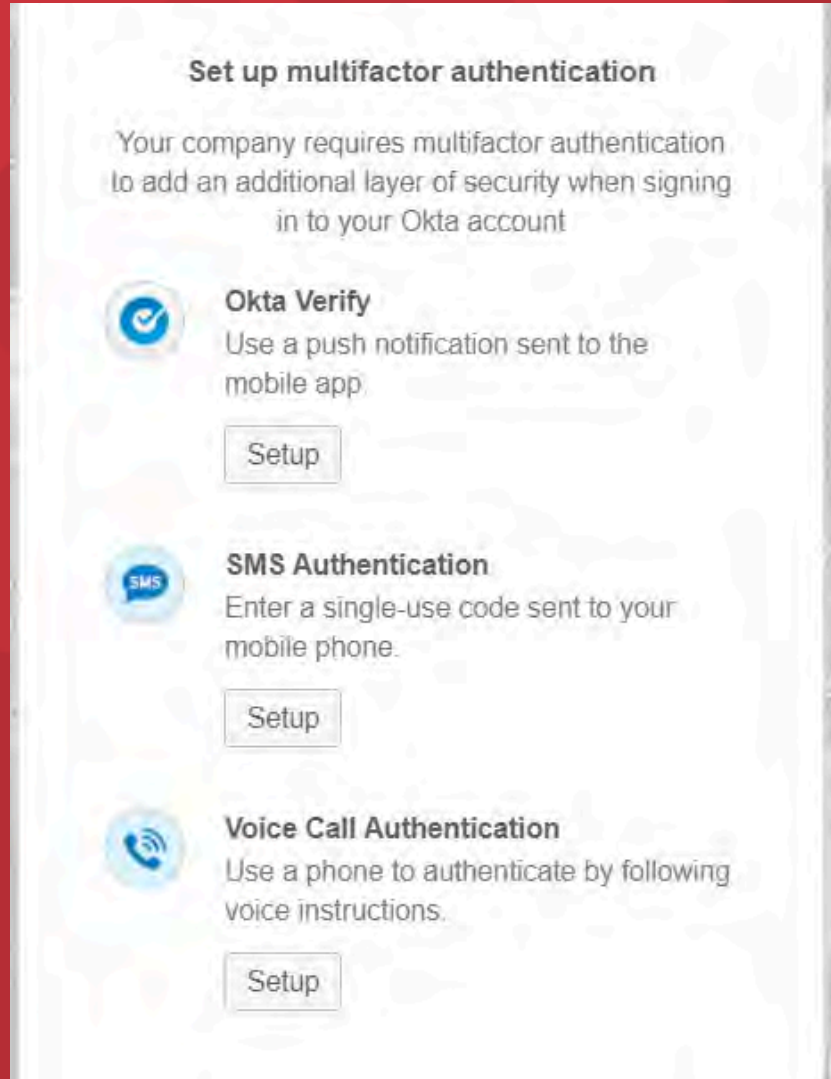 Set up multifactor authentication
Your company requires multifactor authentication
to add an additional layer of security when signing
in to your Okta account
Okta Verify
Use a push notification sent to the
mobile app.
Setup
SMS
SMS Authentication
Enter a single-use code sent to your
mobile phone.
Setup
Voice Call Authentication
Use a phone to authenticate by following
voice instructions.
Setup